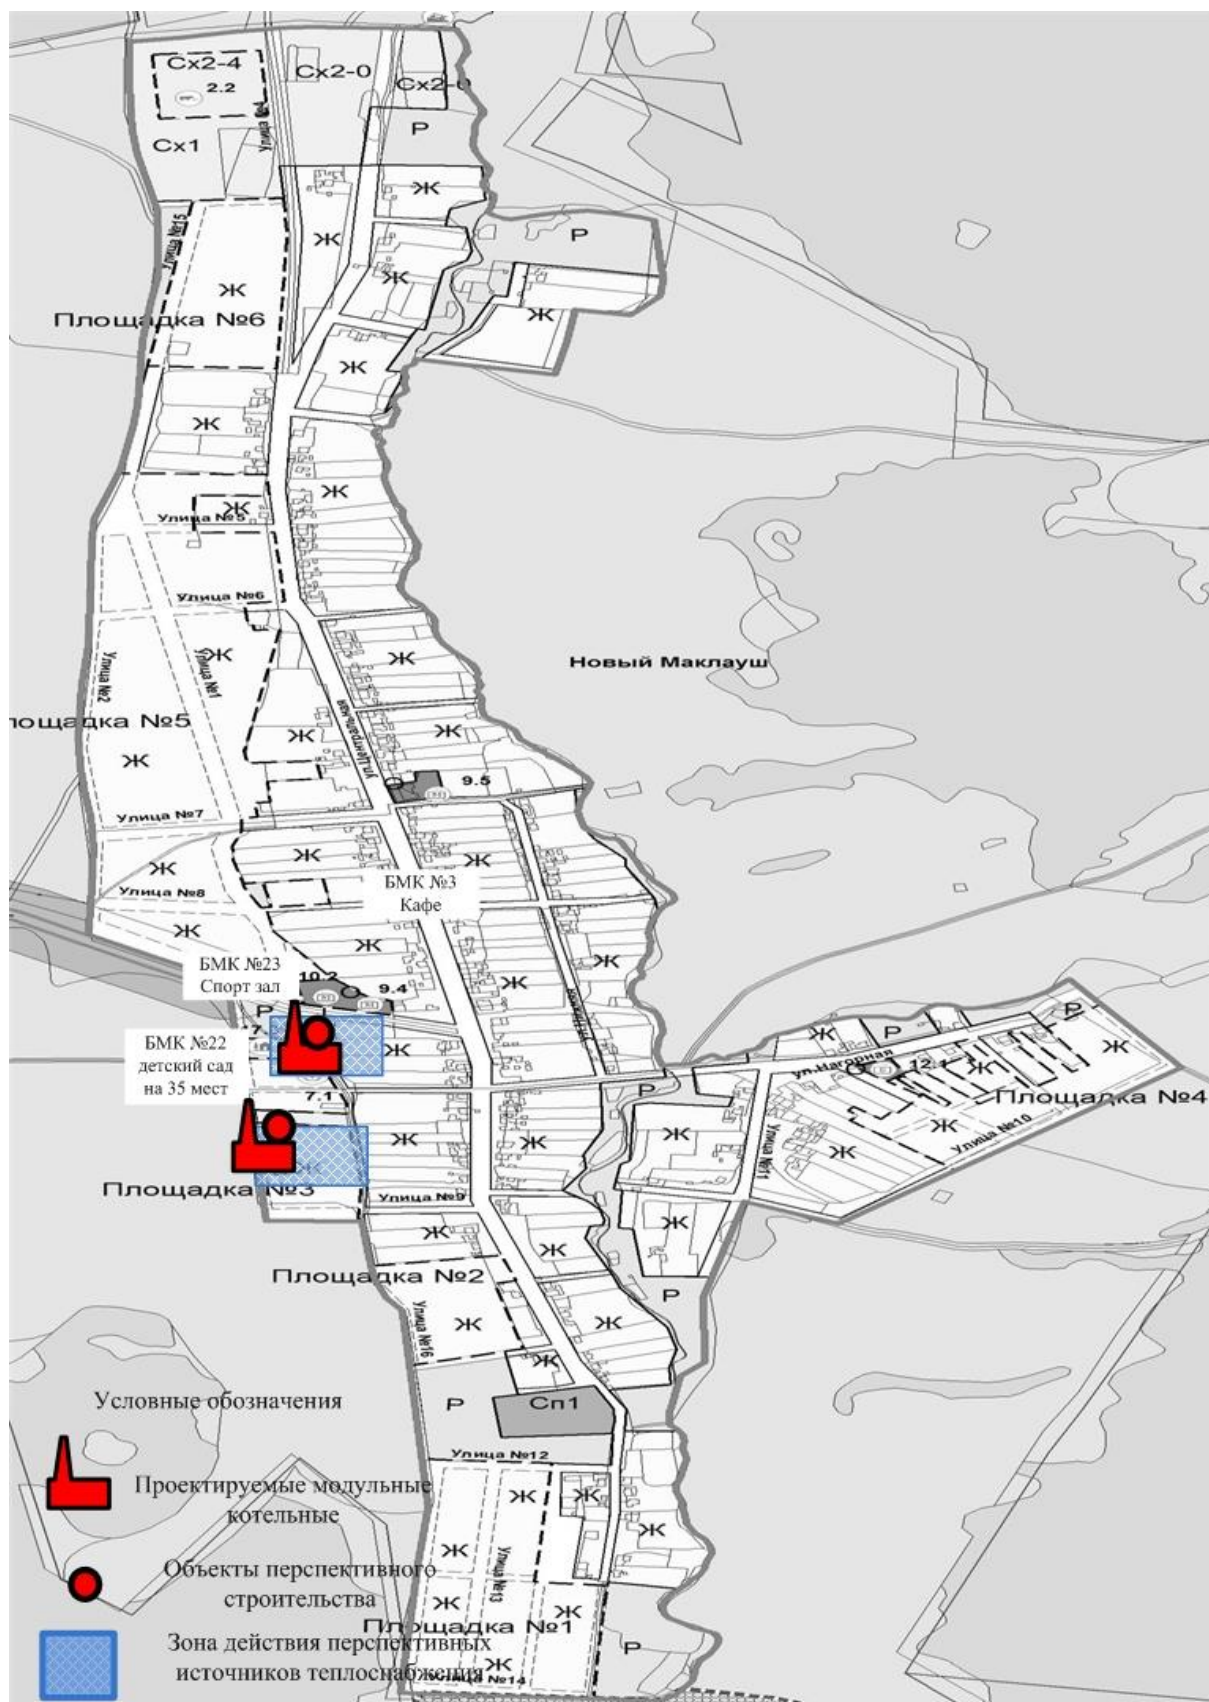 Сх2-4
Сх2-0
2.2
Сх2-0
Сх1
Р
Ж
Улица №15
Ж
Р
Ж
Ж
Площадка №6
Ж
Ж
Ж
Ж
Ж
Улица №5
Улица №6
Ж
Улица №1
Улица №2
Ж
Новый Маклауш
лощадка №5
ул.Центральная
Ж
Ж
Ж
9.5
Улица №7
Ж
Ж
Ж
БМК №3
Кафе
Улица №8
Ж
Ж
БМК №23
Спорт зал
10.2
9.4
Ж
Ж
Р
БМК №22
детский сад
на 35 мест
Ж
Ж
Р
Р
Ж
ул.Нагорная
12.
Ж
Р
7.1
Площадка №4
Ж
Ж
Ж
Ж
Ж
Улица №10
Улица №11
Площадка №3
Ж
Улица №9
Ж
Ж
Ж
Площадка №2
Р
Улица №16
Ж
Ж
Ж
Р
Сп1
Условные обозначения
Улица №12
Проектируемые модульные
котельные
Ж
Ж
Ж
Ж
Улица №13
Объекты перспективного
строительства
Ж
Ж
Площадка №1
Р
Зона действия перспективных
источников теплоснабжения
Ж
Улица №14